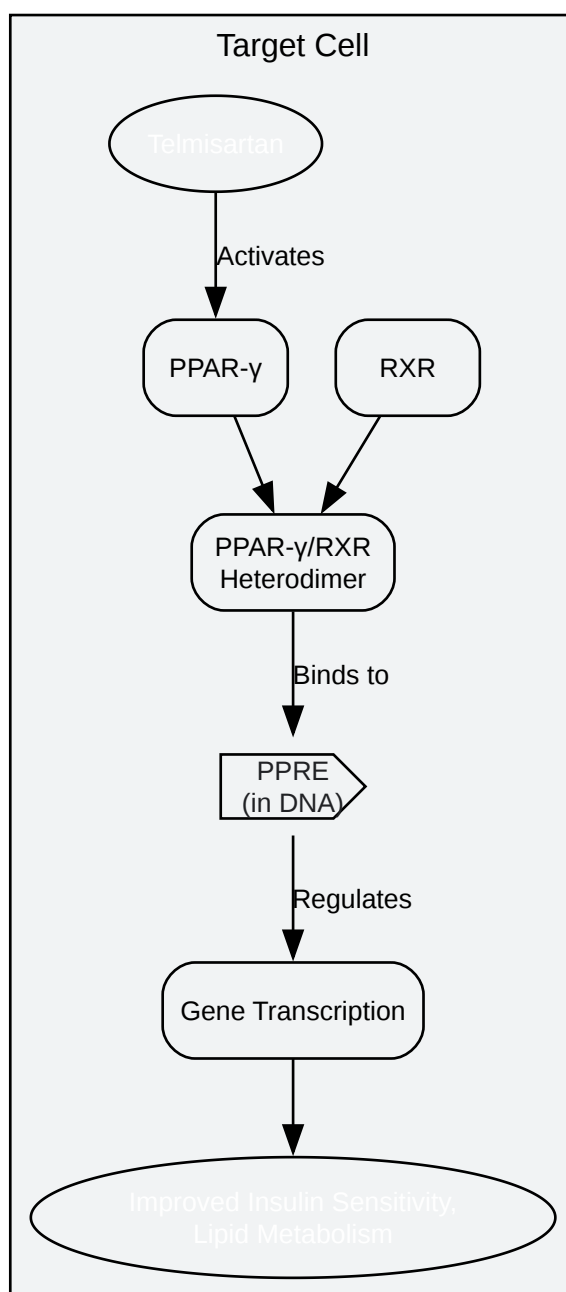 Target Cell
Telmisartan
Activates
PPAR-γ
RXR
PPAR-γ/RXR
Heterodimer
Binds to
PPRE
(in DNA)
Regulates
Gene Transcription
Improved Insulin Sensitivity,
Lipid Metabolism